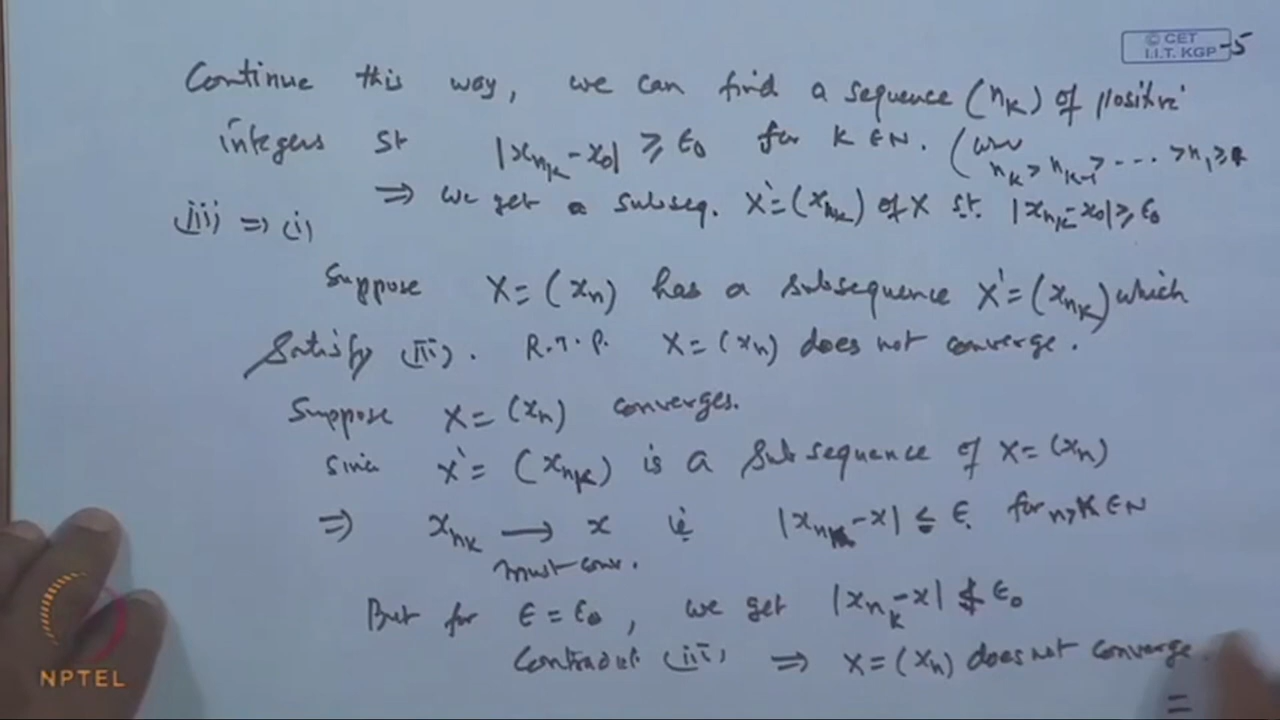 © CET
I.I.T. KGP -5
Continue this way, we can find a sequence (n_k) of positive
integers st |x_{n_k} - x_0| ≥ ε_0 for k ∈ N. ( n_k > n_{k-1} > .... > n_1 ≥ k
⇒ we get a subseq. X' = (x_{n_k}) of X s.t. |x_{n_k} - x_0| ≥ ε_0
(iii) ⇒ (i)
Suppose X = (x_n) has a subsequence X' = (x_{n_k}) which
Satisfy (iii). R.T.P. X = (x_n) does not converge.
Suppose X = (x_n) converges.
since X' = (x_{n_k}) is a subsequence of X = (x_n)
⇒ x_{n_k} → x ie |x_{n_k} - x| ≤ ε. for n, k ∈ N
must conv.
But for ε = ε_0, we get |x_{n_k} - x| ≮ ε_0
Contradict (iii) ⇒ X = (x_n) does not converge.
=
NPTEL